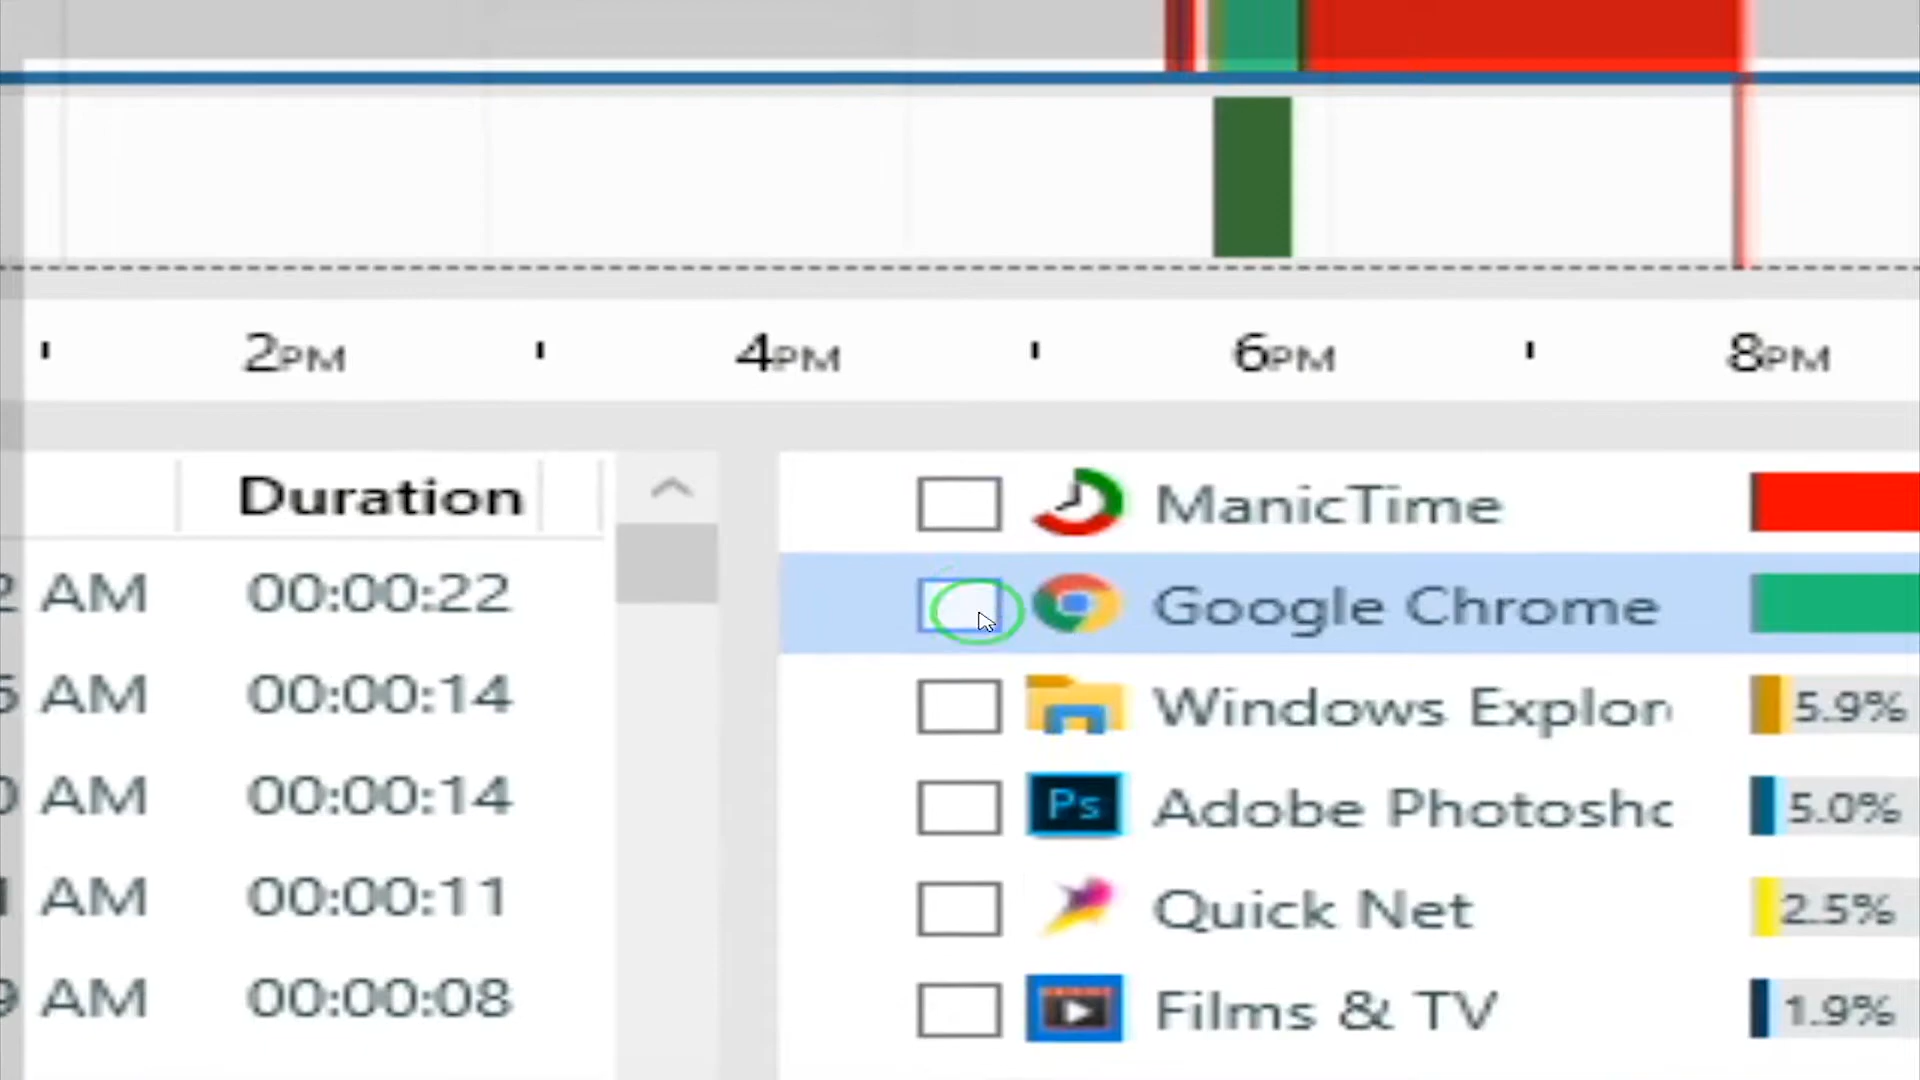 2PM 4PM 6PM 8PM
Duration
AM 00:00:22
AM 00:00:14
AM 00:00:14
AM 00:00:11
AM 00:00:08
ManicTime
Google Chrome
Windows Explor
5.9%
Ps Adobe Photosho
5.0%
Quick Net
2.5%
Films & TV
1.9%